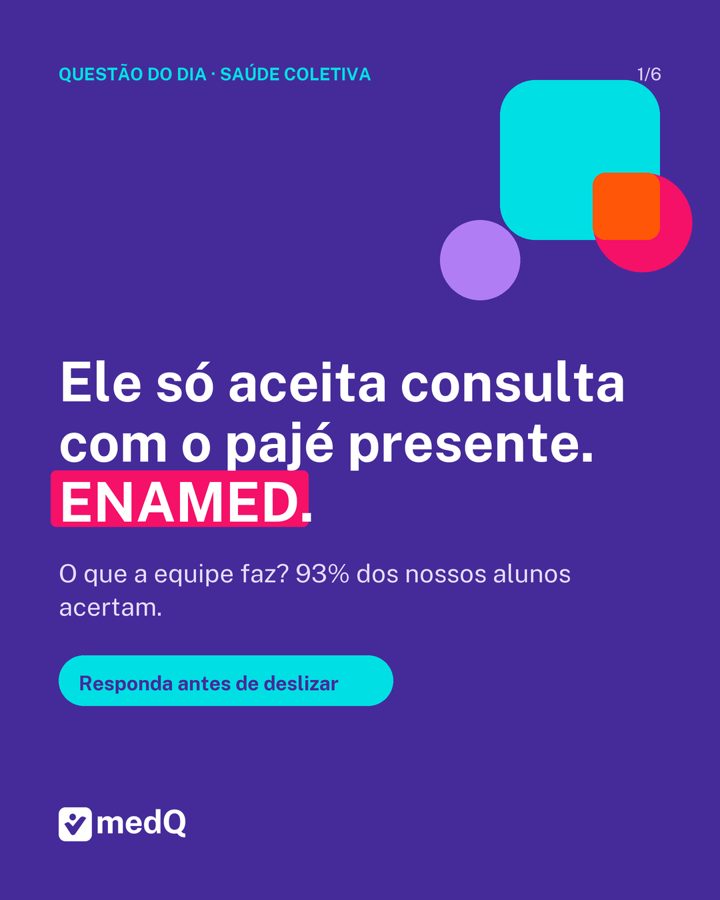 QUESTÃO DO DIA · SAÚDE COLETIVA
1/6
Ele só aceita consulta
com o pajé presente.
ENAMED.
O que a equipe faz? 93% dos nossos alunos
acertam.
Responda antes de deslizar
medQ